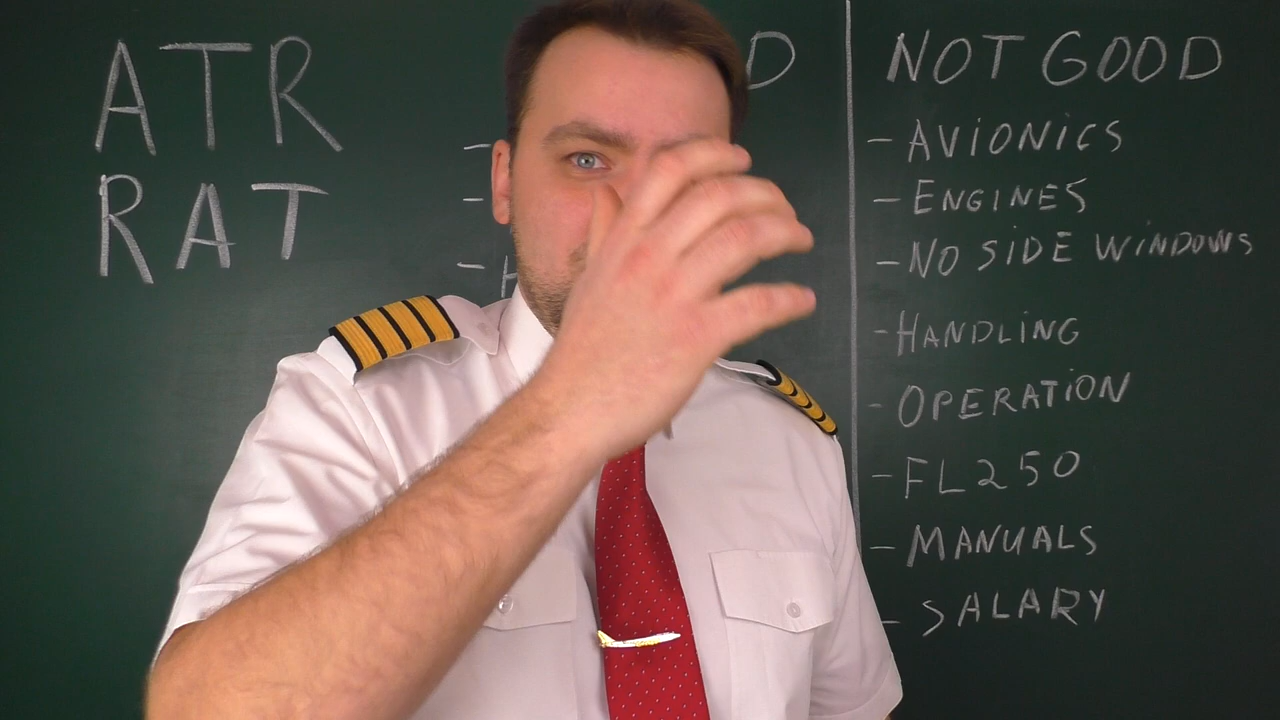 ATR
RAT
D
-
-
- H
NOT GOOD
- AVIONICS
- ENGINES
- NO SIDE WINDOWS
- HANDLING
- OPERATION
- FL250
- MANUALS
- SALARY